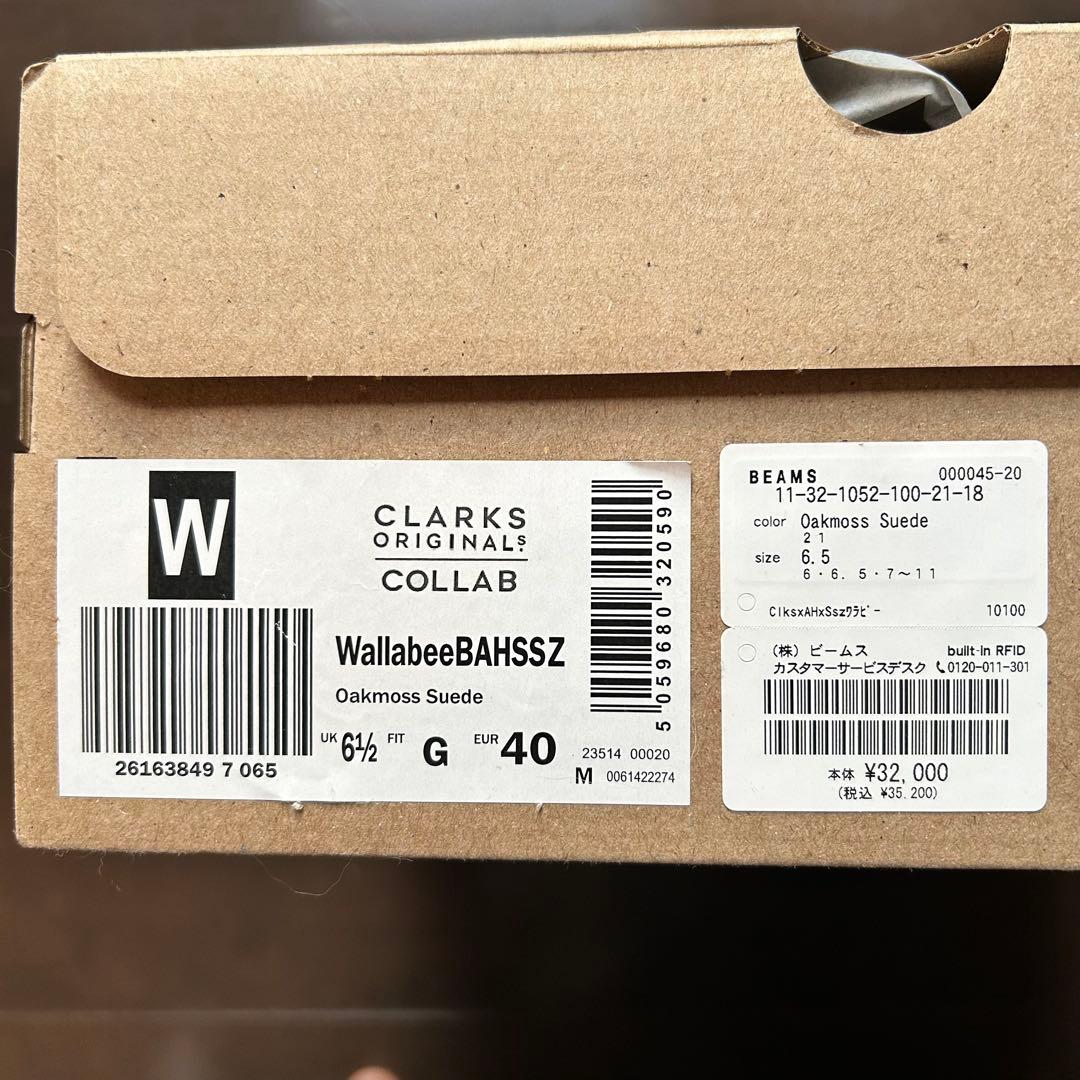 W
CLARKS
ORIGINALS.
COLLAB
WallabeeBAHSSZ
Oakmoss Suede
UK 6½ FIT G EUR 40
26163849 7 065
5 059680 320590
23514 00020
M 0061422274
BEAMS 000045-20
11-32-1052-100-21-18
color Oakmoss Suede
21
size 6.5
6・6.5・7〜11
ClksxAHxSszワラビー 10100
(株) ビームス built-in RFID
カスタマーサービスデスク 0120-011-301
本体 ¥32,000
(税込 ¥35,200)